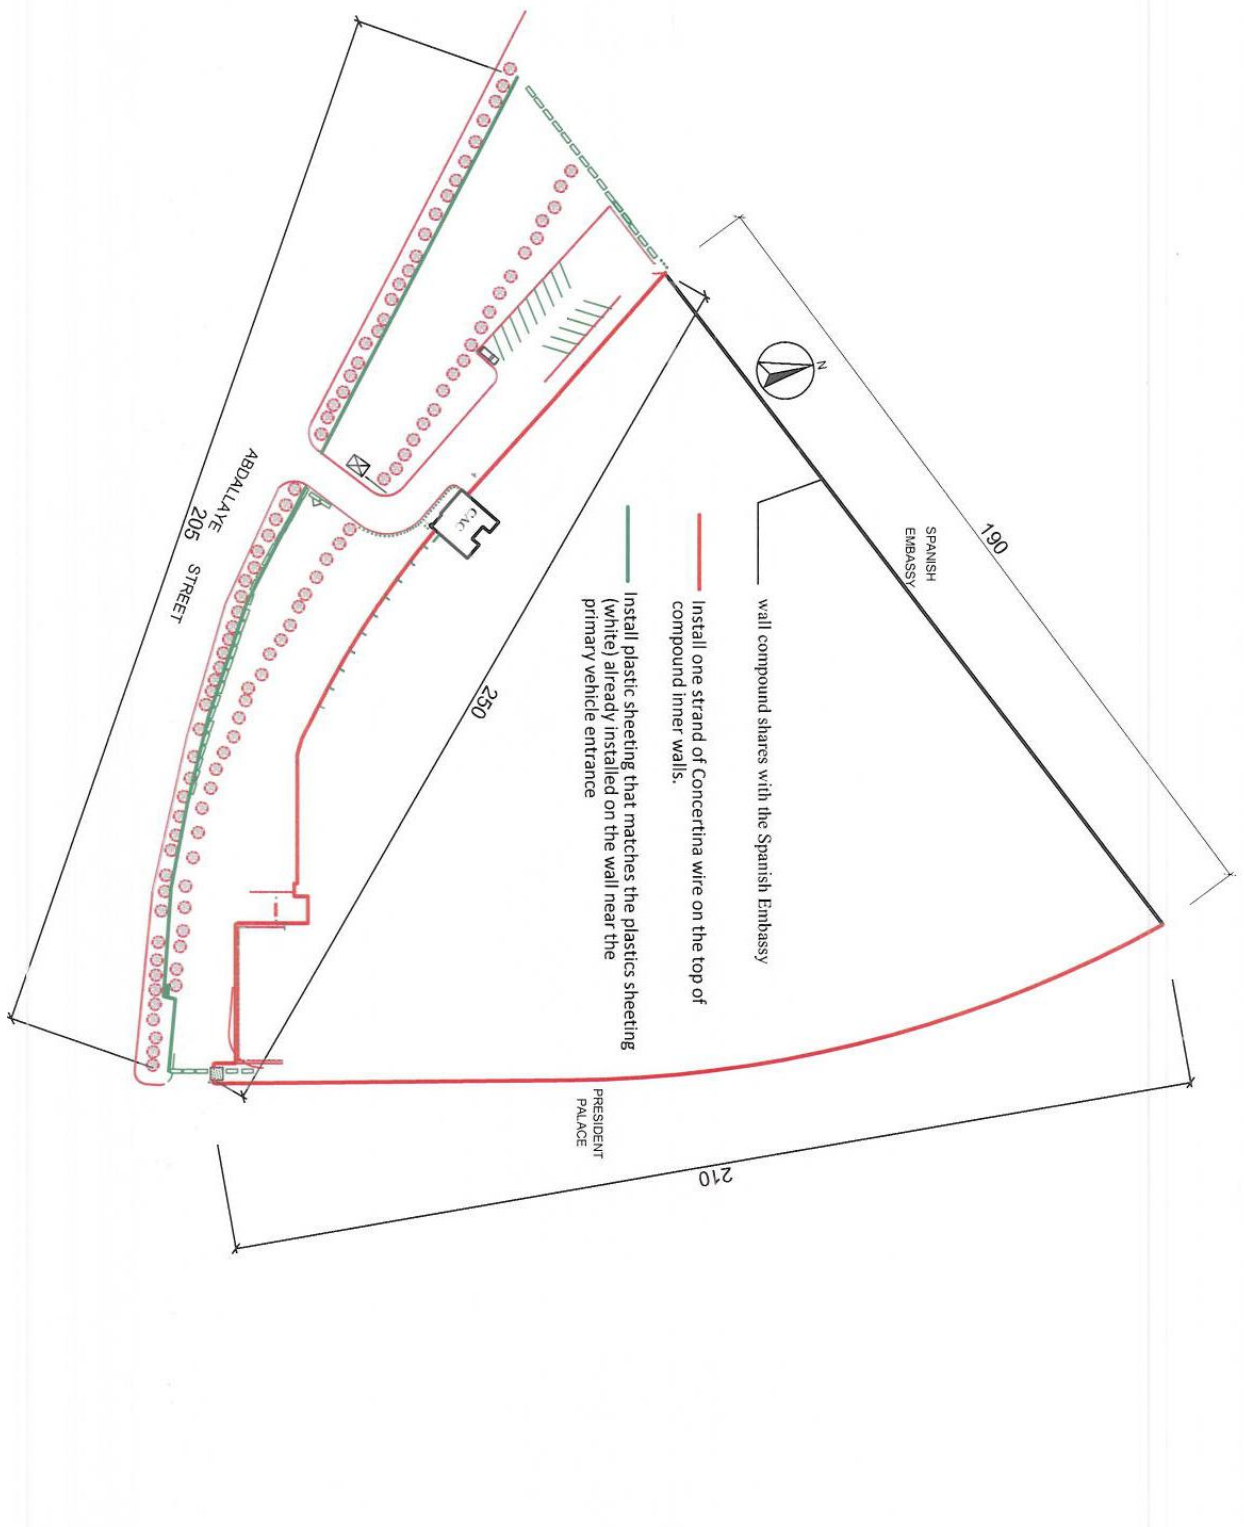 SPANISH
EMBASSY
190
N
wall compound shares with the Spanish Embassy
Install one strand of Concertina wire on the top of
compound inner walls.
Install plastic sheeting that matches the plastics sheeting
(white) already installed on the wall near the
primary vehicle entrance
250
CAC
ABDALLAYE STREET
205
PRESIDENT
PALACE
210